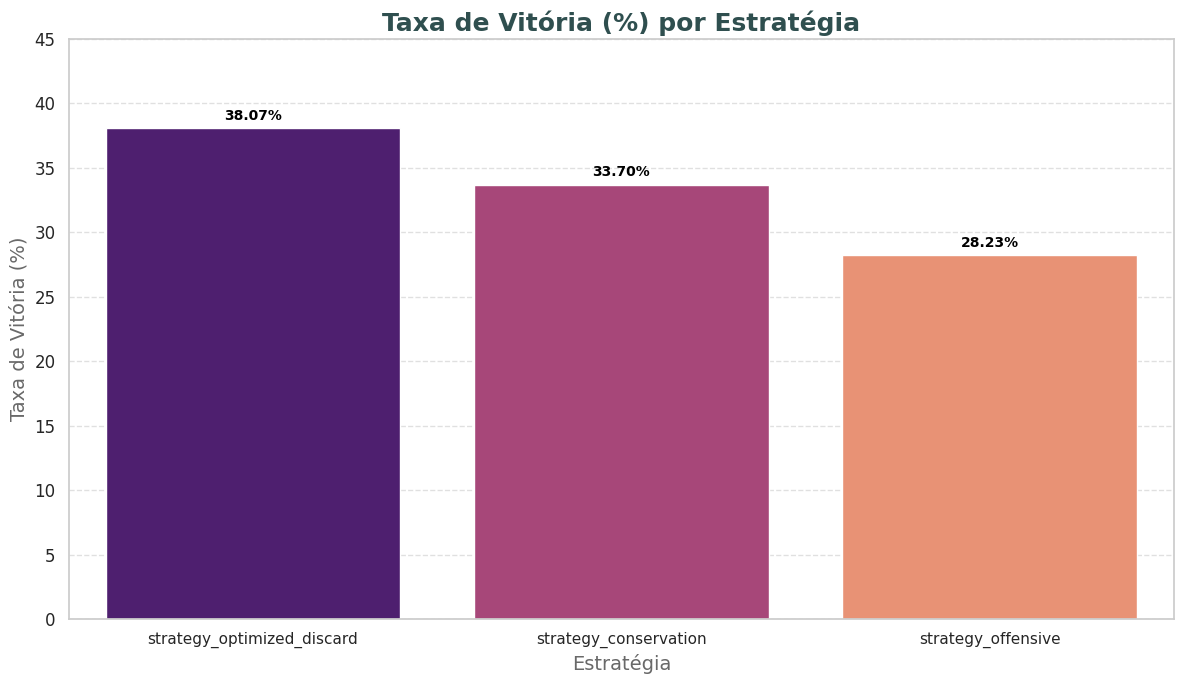 Taxa de Vitória (%) por Estratégia
45
40
35
30
25
20
15
10
5
0
Taxa de Vitória (%)
38.07%
33.70%
28.23%
strategy_optimized_discard
strategy_conservation
strategy_offensive
Estratégia